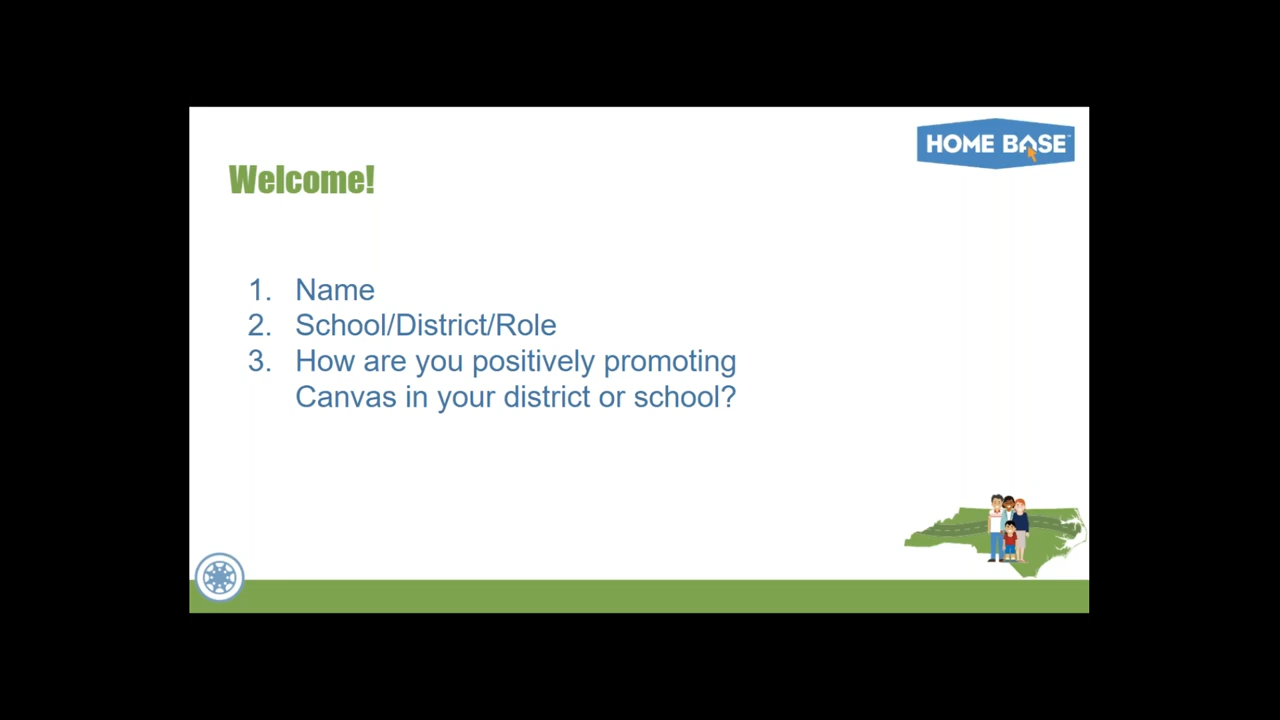 HOME BASE™
Welcome!
1. Name
2. School/District/Role
3. How are you positively promoting
Canvas in your district or school?